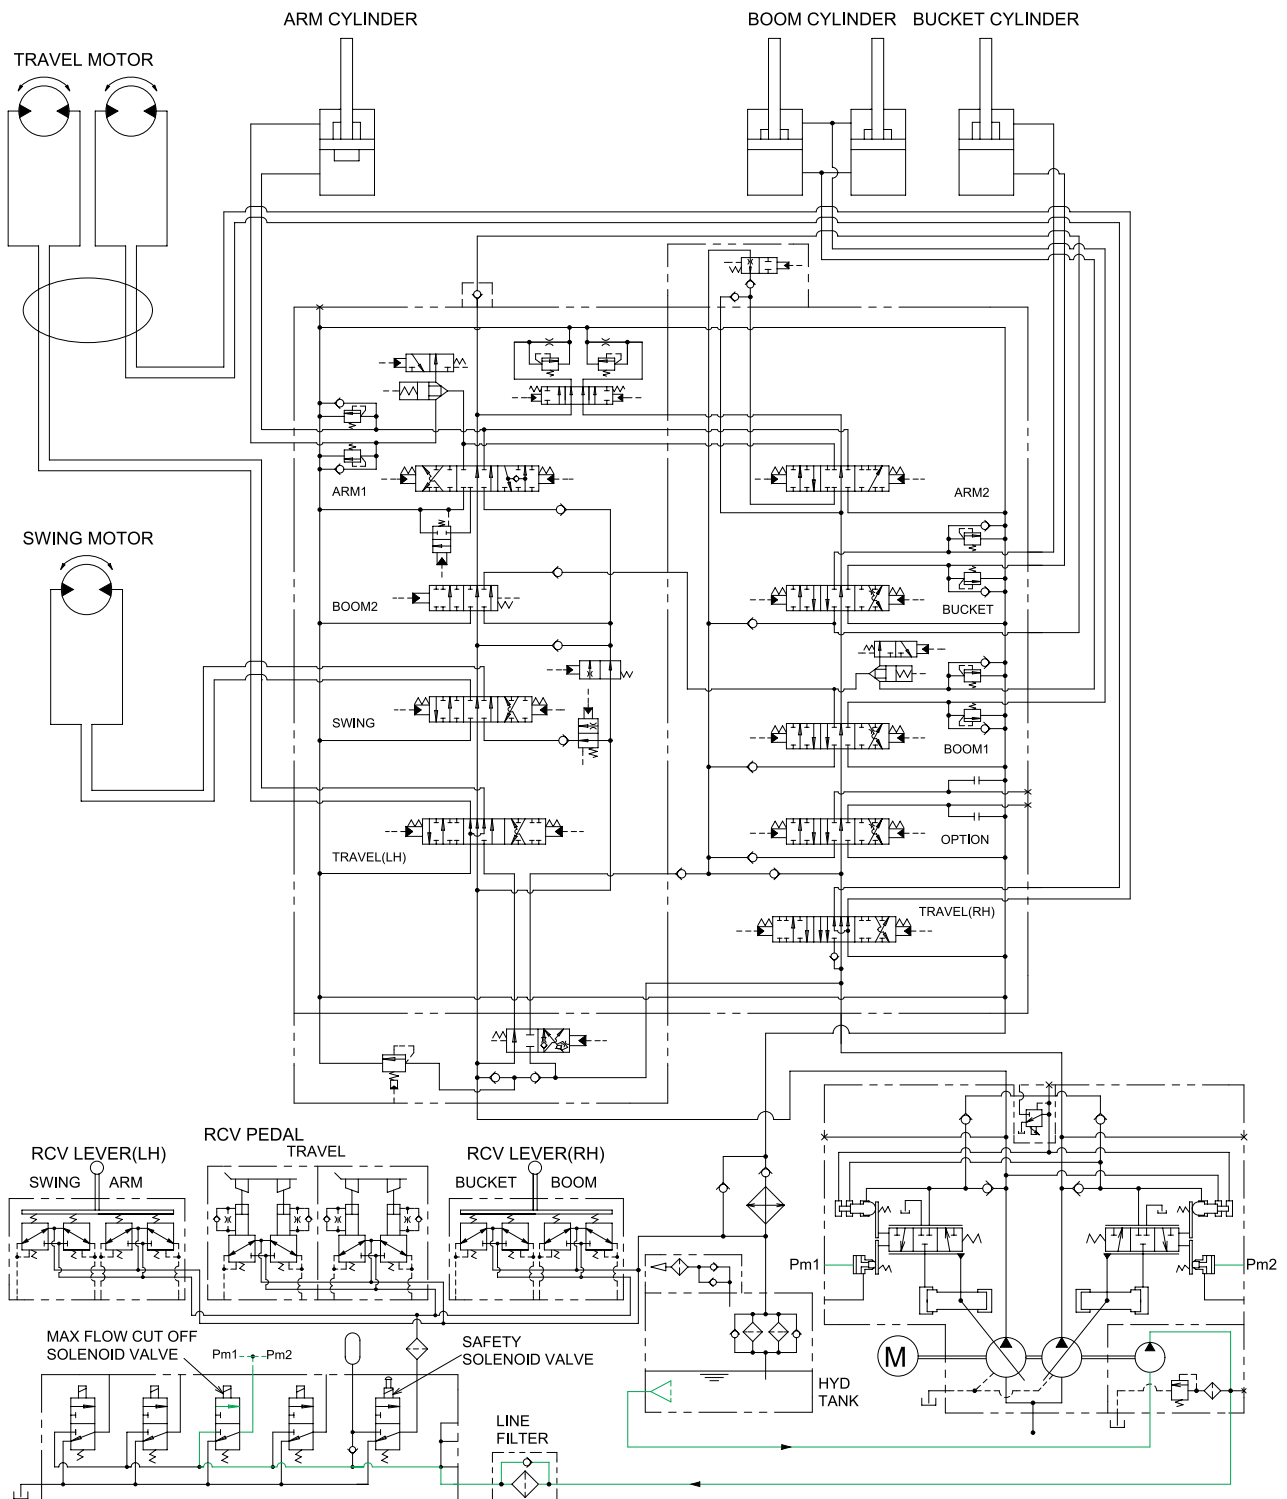 ARM CYLINDER
BOOM CYLINDER
BUCKET CYLINDER
TRAVEL MOTOR
ARM1
ARM2
SWING MOTOR
BOOM2
BUCKET
SWING
BOOM1
TRAVEL(LH)
OPTION
TRAVEL(RH)
RCV LEVER(LH)
RCV PEDAL
RCV LEVER(RH)
SWING
ARM
TRAVEL
BUCKET
BOOM
Pm1
Pm2
MAX FLOW CUT OFF
SOLENOID VALVE
Pm1
Pm2
SAFETY
SOLENOID VALVE
M
HYD
TANK
LINE
FILTER